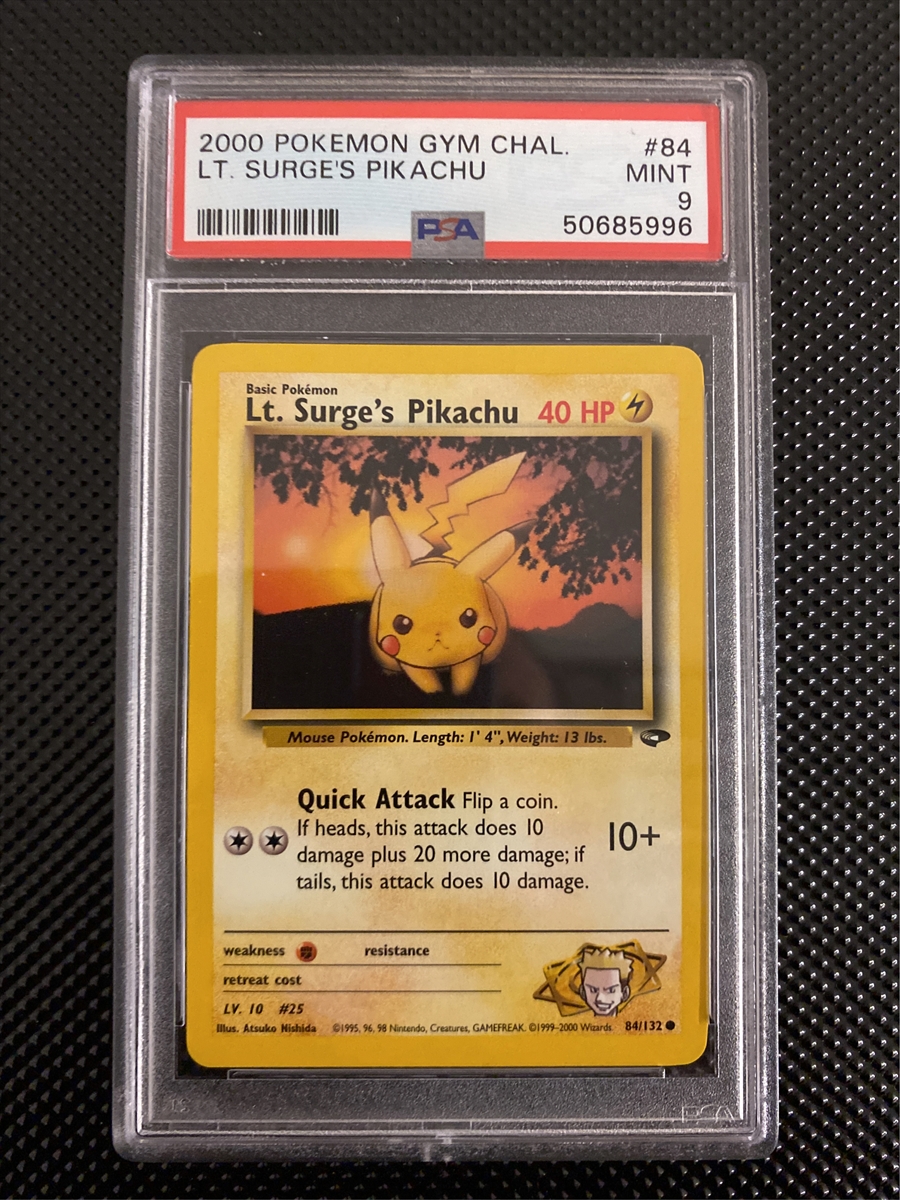 2000 POKEMON GYM CHAL. #84
LT. SURGE'S PIKACHU MINT
9
PSA 50685996
Basic Pokémon
Lt. Surge's Pikachu 40 HP
Mouse Pokémon. Length: 1' 4", Weight: 13 lbs.
Quick Attack Flip a coin.
If heads, this attack does 10
damage plus 20 more damage; if
tails, this attack does 10 damage.
10+
weakness resistance
retreat cost
LV. 10 #25
Illus. Atsuko Nishida ©1995, 96, 98 Nintendo, Creatures, GAMEFREAK. ©1999-2000 Wizards. 84/132
PSA